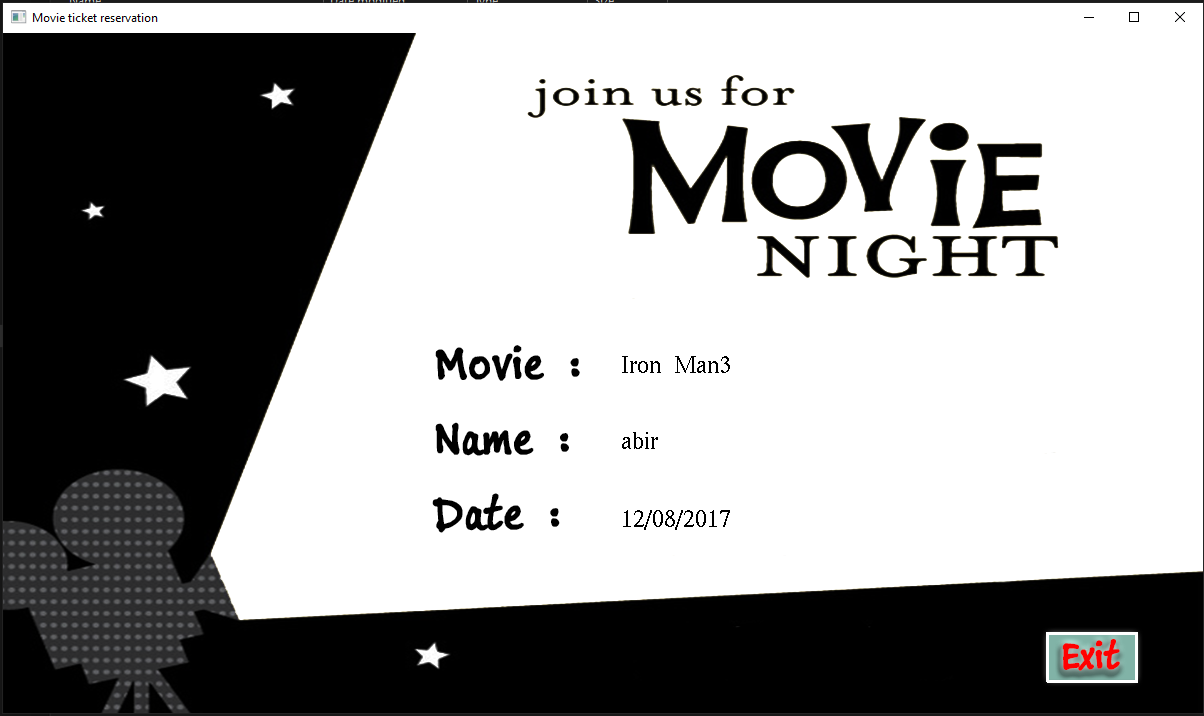 Movie ticket reservation
join us for
MOViE
NIGHT
Movie : Iron Man3
Name : abir
Date : 12/08/2017
Exit